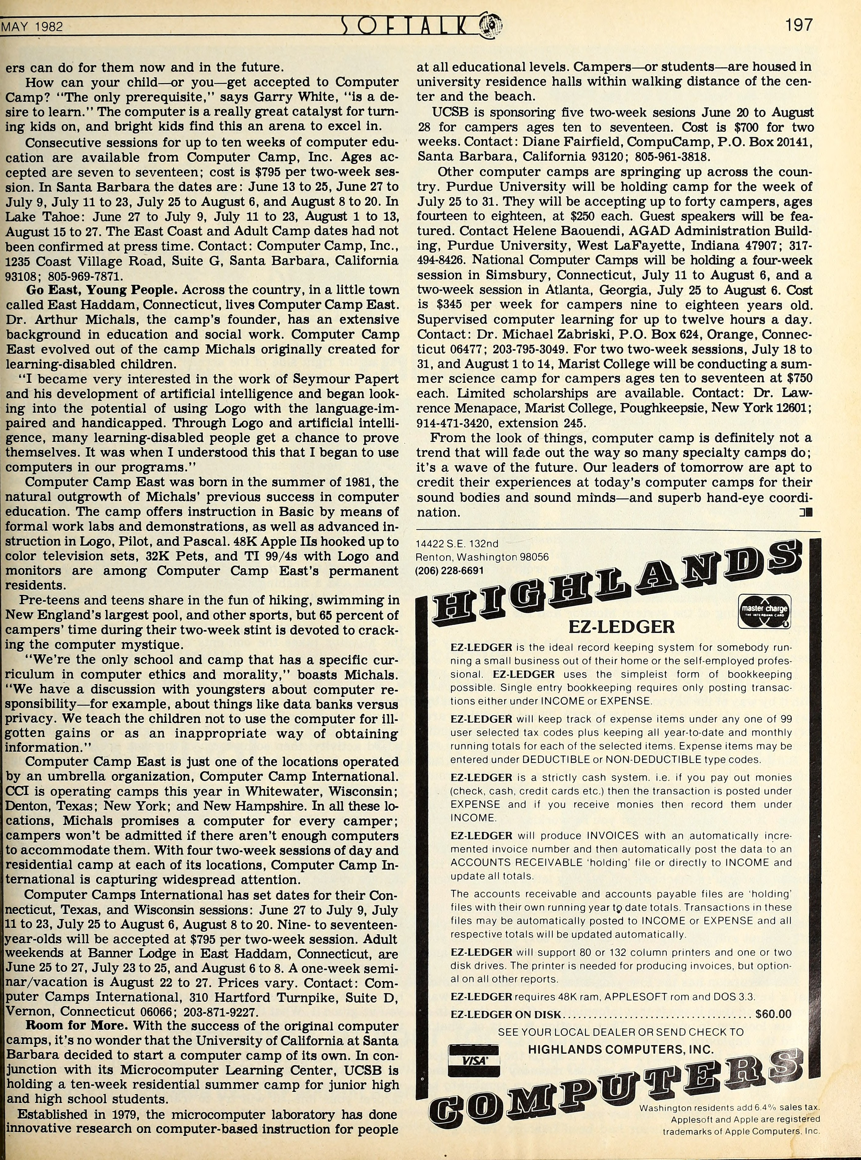 MAY 1982
SOFTALK
197
ers can do for them now and in the future.
How can your child—or you—get accepted to Computer
Camp? "The only prerequisite," says Garry White, "is a de-
sire to learn." The computer is a really great catalyst for turn-
ing kids on, and bright kids find this an arena to excel in.
Consecutive sessions for up to ten weeks of computer edu-
cation are available from Computer Camp, Inc. Ages ac-
cepted are seven to seventeen; cost is $795 per two-week ses-
sion. In Santa Barbara the dates are: June 13 to 25, June 27 to
July 9, July 11 to 23, July 25 to August 6, and August 8 to 20. In
Lake Tahoe: June 27 to July 9, July 11 to 23, August 1 to 13,
August 15 to 27. The East Coast and Adult Camp dates had not
been confirmed at press time. Contact: Computer Camp, Inc.,
1235 Coast Village Road, Suite G, Santa Barbara, California
93108; 805-969-7871.
Go East, Young People. Across the country, in a little town
called East Haddam, Connecticut, lives Computer Camp East.
Dr. Arthur Michals, the camp's founder, has an extensive
background in education and social work. Computer Camp
East evolved out of the camp Michals originally created for
learning-disabled children.
"I became very interested in the work of Seymour Papert
and his development of artificial intelligence and began look-
ing into the potential of using Logo with the language-im-
paired and handicapped. Through Logo and artificial intelli-
gence, many learning-disabled people get a chance to prove
themselves. It was when I understood this that I began to use
computers in our programs."
Computer Camp East was born in the summer of 1981, the
natural outgrowth of Michals' previous success in computer
education. The camp offers instruction in Basic by means of
formal work labs and demonstrations, as well as advanced in-
struction in Logo, Pilot, and Pascal. 48K Apple IIs hooked up to
color television sets, 32K Pets, and TI 99/4s with Logo and
monitors are among Computer Camp East's permanent
residents.
Pre-teens and teens share in the fun of hiking, swimming in
New England's largest pool, and other sports, but 65 percent of
campers' time during their two-week stint is devoted to crack-
ing the computer mystique.
"We're the only school and camp that has a specific cur-
riculum in computer ethics and morality," boasts Michals.
"We have a discussion with youngsters about computer re-
sponsibility—for example, about things like data banks versus
privacy. We teach the children not to use the computer for ill-
gotten gains or as an inappropriate way of obtaining
information."
Computer Camp East is just one of the locations operated
by an umbrella organization, Computer Camp International.
CCI is operating camps this year in Whitewater, Wisconsin;
Denton, Texas; New York; and New Hampshire. In all these lo-
cations, Michals promises a computer for every camper;
campers won't be admitted if there aren't enough computers
to accommodate them. With four two-week sessions of day and
residential camp at each of its locations, Computer Camp In-
ternational is capturing widespread attention.
Computer Camps International has set dates for their Con-
necticut, Texas, and Wisconsin sessions: June 27 to July 9, July
11 to 23, July 25 to August 6, August 8 to 20. Nine- to seventeen-
year-olds will be accepted at $795 per two-week session. Adult
weekends at Banner Lodge in East Haddam, Connecticut, are
June 25 to 27, July 23 to 25, and August 6 to 8. A one-week semi-
nar/vacation is August 22 to 27. Prices vary. Contact: Com-
puter Camps International, 310 Hartford Turnpike, Suite D,
Vernon, Connecticut 06066; 203-871-9227.
Room for More. With the success of the original computer
camps, it's no wonder that the University of California at Santa
Barbara decided to start a computer camp of its own. In con-
junction with its Microcomputer Learning Center, UCSB is
holding a ten-week residential summer camp for junior high
and high school students.
Established in 1979, the microcomputer laboratory has done
innovative research on computer-based instruction for people
at all educational levels. Campers—or students—are housed in
university residence halls within walking distance of the cen-
ter and the beach.
UCSB is sponsoring five two-week sesions June 20 to August
28 for campers ages ten to seventeen. Cost is $700 for two
weeks. Contact: Diane Fairfield, CompuCamp, P.O. Box 20141,
Santa Barbara, California 93120; 805-961-3818.
Other computer camps are springing up across the coun-
try. Purdue University will be holding camp for the week of
July 25 to 31. They will be accepting up to forty campers, ages
fourteen to eighteen, at $250 each. Guest speakers will be fea-
tured. Contact Helene Baouendi, AGAD Administration Build-
ing, Purdue University, West LaFayette, Indiana 47907; 317-
494-8426. National Computer Camps will be holding a four-week
session in Simsbury, Connecticut, July 11 to August 6, and a
two-week session in Atlanta, Georgia, July 25 to August 6. Cost
is $345 per week for campers nine to eighteen years old.
Supervised computer learning for up to twelve hours a day.
Contact: Dr. Michael Zabriski, P.O. Box 624, Orange, Connec-
ticut 06477; 203-795-3049. For two two-week sessions, July 18 to
31, and August 1 to 14, Marist College will be conducting a sum-
mer science camp for campers ages ten to seventeen at $750
each. Limited scholarships are available. Contact: Dr. Law-
rence Menapace, Marist College, Poughkeepsie, New York 12601;
914-471-3420, extension 245.
From the look of things, computer camp is definitely not a
trend that will fade out the way so many specialty camps do;
it's a wave of the future. Our leaders of tomorrow are apt to
credit their experiences at today's computer camps for their
sound bodies and sound minds—and superb hand-eye coordi-
nation.
14422 S.E. 132nd
Renton, Washington 98056
(206) 228-6691
HIGHLANDS
master charge
EZ-LEDGER
EZ-LEDGER is the ideal record keeping system for somebody run-
ning a small business out of their home or the self-employed profes-
sional. EZ-LEDGER uses the simpleist form of bookkeeping
possible. Single entry bookkeeping requires only posting transac-
tions either under INCOME or EXPENSE.
EZ-LEDGER will keep track of expense items under any one of 99
user selected tax codes plus keeping all year-to-date and monthly
running totals for each of the selected items. Expense items may be
entered under DEDUCTIBLE or NON-DEDUCTIBLE type codes.
EZ-LEDGER is a strictly cash system. i.e. if you pay out monies
(check, cash, credit cards etc.) then the transaction is posted under
EXPENSE and if you receive monies then record them under
INCOME.
EZ-LEDGER will produce INVOICES with an automatically incre-
mented invoice number and then automatically post the data to an
ACCOUNTS RECEIVABLE 'holding' file or directly to INCOME and
update all totals.
The accounts receivable and accounts payable files are 'holding'
files with their own running year to date totals. Transactions in these
files may be automatically posted to INCOME or EXPENSE and all
respective totals will be updated automatically.
EZ-LEDGER will support 80 or 132 column printers and one or two
disk drives. The printer is needed for producing invoices, but option-
al on all other reports.
EZ-LEDGER requires 48K ram, APPLESOFT rom and DOS 3.3.
EZ-LEDGER ON DISK.................................. $60.00
SEE YOUR LOCAL DEALER OR SEND CHECK TO
HIGHLANDS COMPUTERS, INC.
VISA
COMPUTERS
Washington residents add 6.4% sales tax.
Applesoft and Apple are registered
trademarks of Apple Computers, Inc.